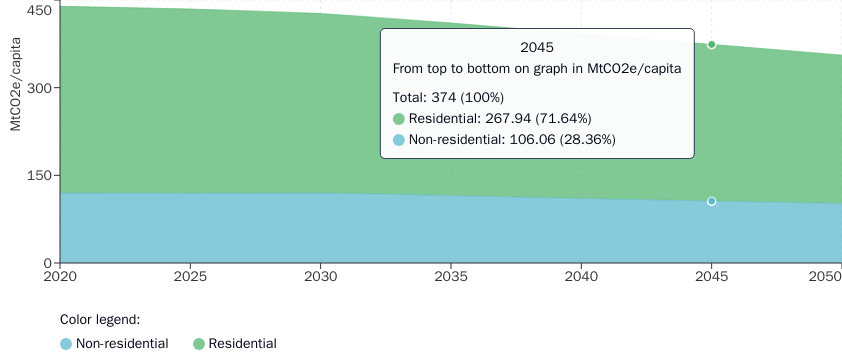 450
300
150
0
MtCO2e/capita
2045
From top to bottom on graph in MtCO2e/capita
Total: 374 (100%)
Residential: 267.94 (71.64%)
Non-residential: 106.06 (28.36%)
2020 2025 2030 2035 2040 2045 2050
Color legend:
Non-residential Residential